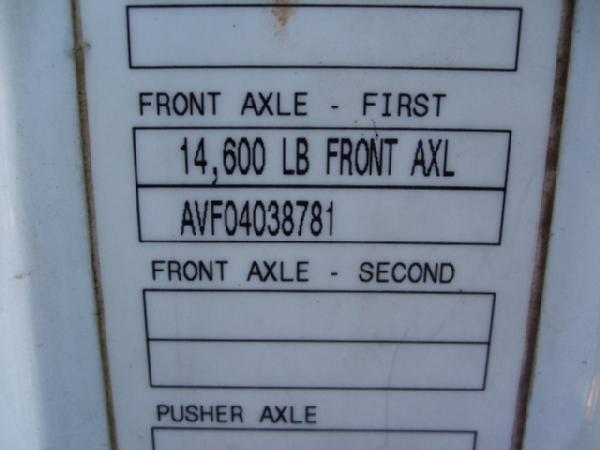 FRONT AXLE - FIRST
14,600 LB FRONT AXL
AVF04038781
FRONT AXLE - SECOND
PUSHER AXLE